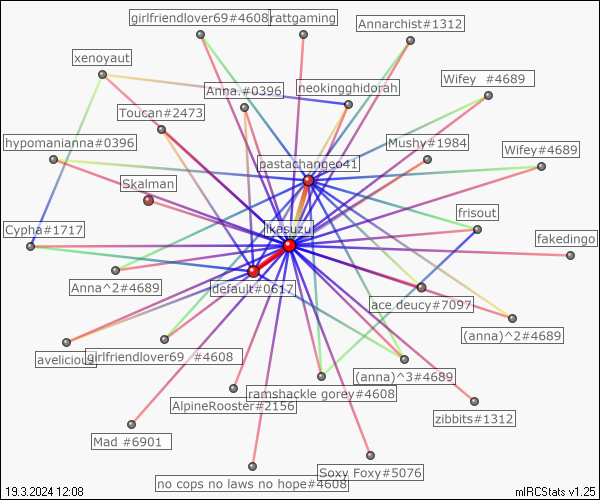 girlfriendlover69#4608
rattgaming
Annarchist#1312
xenoyaut
Wifey #4689
Anna.#0396
neokingghidorah
Toucan#2473
hypomanianna#0396
Mushy#1984
Wifey#4689
pastachangeo41
Skalman
frisout
Cypha#1717
ikasuzu
fakedingo
Anna^2#4689
default#0617
ace deucy#7097
(anna)^2#4689
avelicious
girlfriendlover69 #4608
(anna)^3#4689
ramshackle gorey#4608
AlpineRooster#2156
zibbits#1312
Mad #6901
Soxy Foxy#5076
no cops no laws no hope#4608
19.3.2024 12:08
mIRCStats v1.25